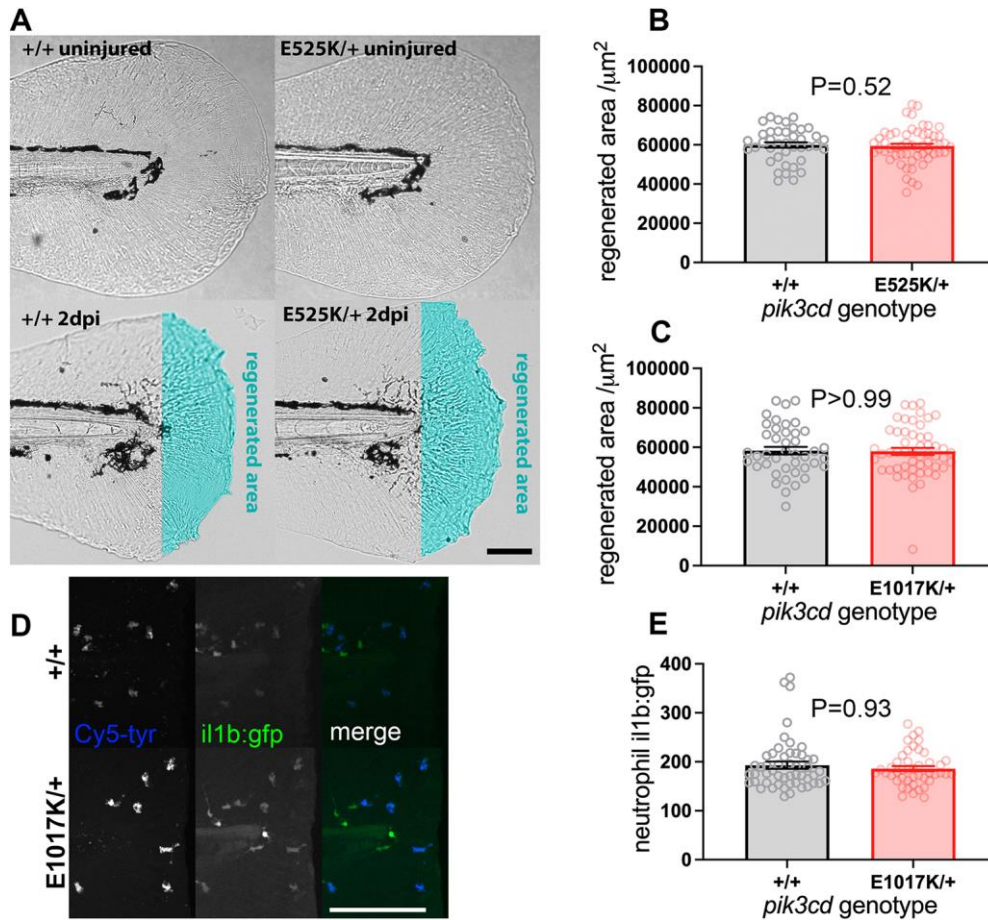 A
+/+ uninjured
E525K/+ uninjured
+/+ 2dpi
regenerated area
E525K/+ 2dpi
regenerated area
B
regenerated area /μm²
100000
80000
60000
40000
20000
0
P=0.52
+/+
E525K/+
pik3cd genotype
C
regenerated area /μm²
100000
80000
60000
40000
20000
0
P>0.99
+/+
E1017K/+
pik3cd genotype
D
+/+
Cy5-tyr
il1b:gfp
merge
E1017K/+
E
neutrophil il1b:gfp
400
300
200
100
0
P=0.93
+/+
E1017K/+
pik3cd genotype